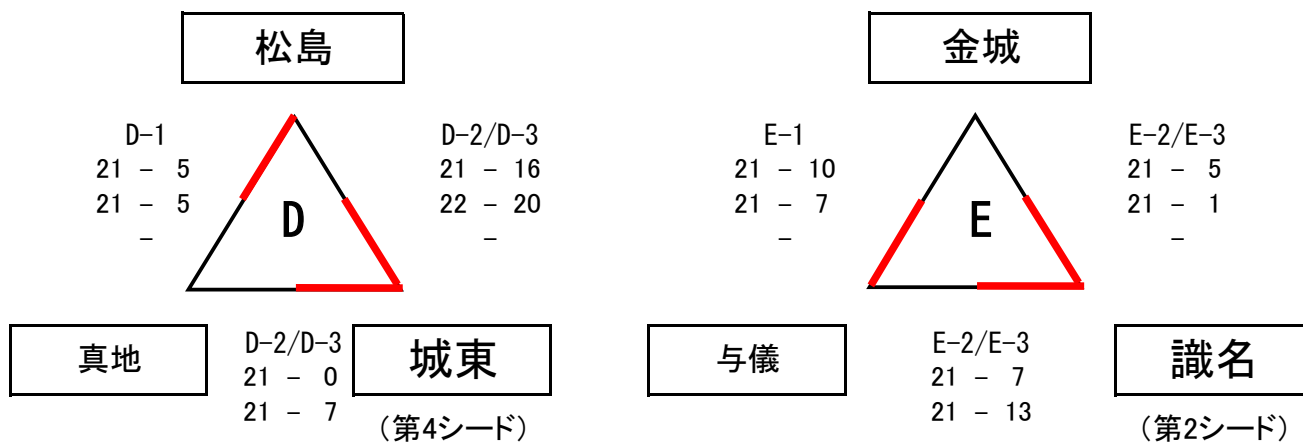 松島
D-1
21 - 5
21 - 5
-
D-2/D-3
21 - 16
22 - 20
-
D
真地
D-2/D-3
21 - 0
21 - 7
城東
(第4シード)
金城
E-1
21 - 10
21 - 7
-
E-2/E-3
21 - 5
21 - 1
-
E
与儀
E-2/E-3
21 - 7
21 - 13
識名
(第2シード)